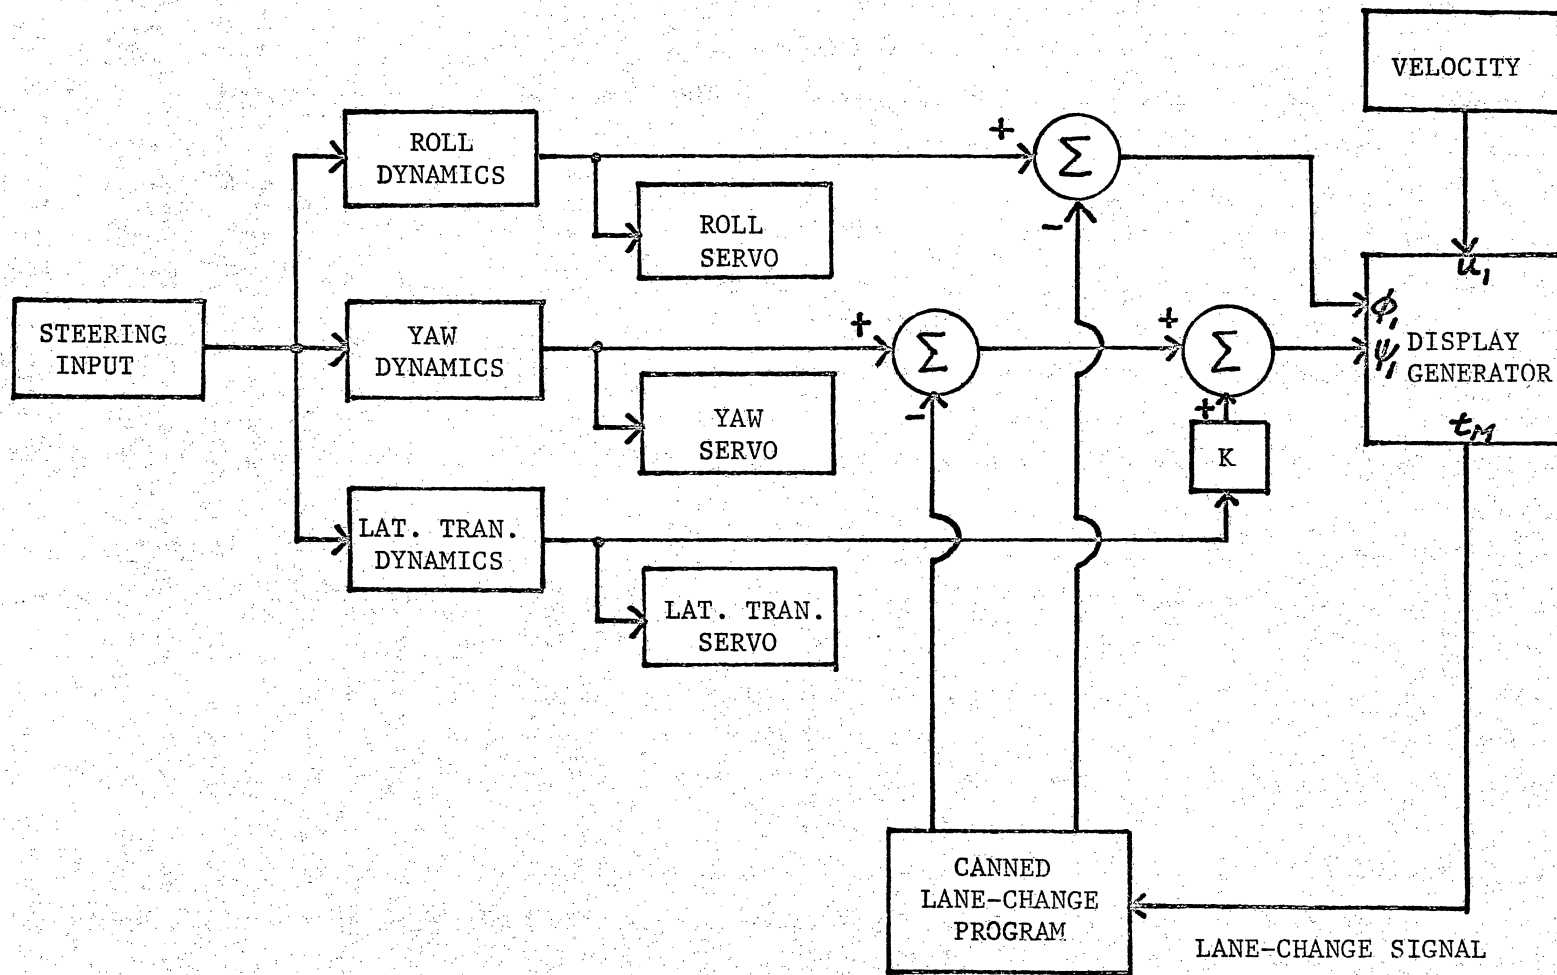 VELOCITY
ROLL
DYNAMICS
+
Σ
-
ROLL
SERVO
u₁
STEERING
INPUT
YAW
DYNAMICS
+
Σ
-
+
Σ
+
ϕ₁
ψ₁
DISPLAY
GENERATOR
t_M
YAW
SERVO
K
LAT. TRAN.
DYNAMICS
LAT. TRAN.
SERVO
CANNED
LANE-CHANGE
PROGRAM
LANE-CHANGE SIGNAL